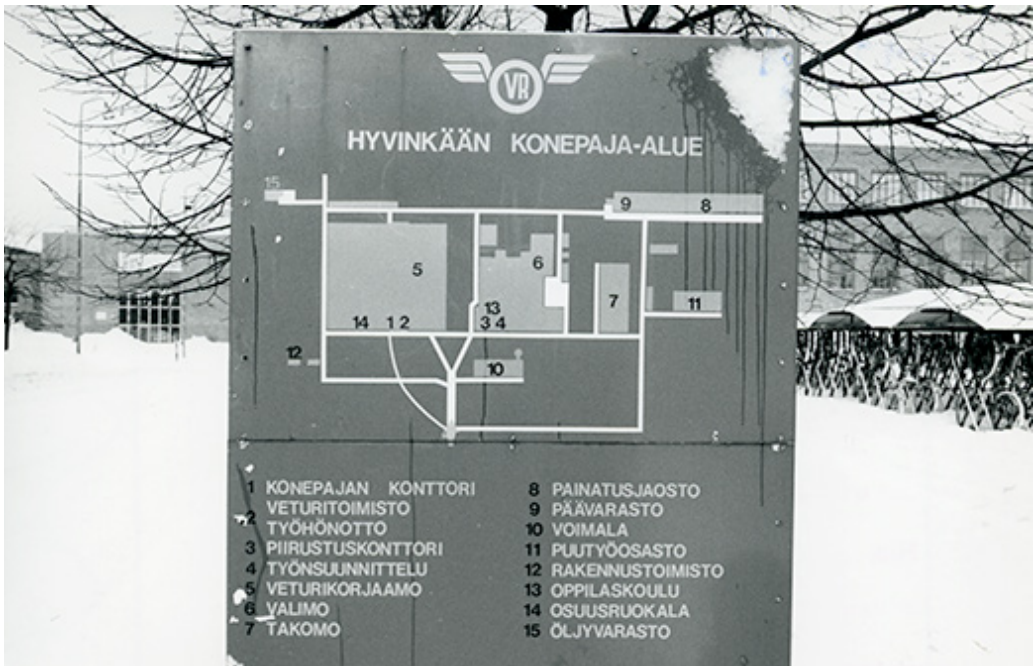 VR
HYVINKÄÄN KONEPAJA-ALUE
15
9 8
5 6
7 11
13
14 1 2 3 4
12
10
1 KONEPAJAN KONTTORI
VETURITOIMISTO
2
TYÖHÖNOTTO
3 PIIRUSTUSKONTTORI
4 TYÖNSUUNNITTELU
5 VETURIKORJAAMO
6 VALIMO
7 TAKOMO
8 PAINATUSJAOSTO
9 PÄÄVARASTO
10 VOIMALA
11 PUUTYÖOSASTO
12 RAKENNUSTOIMISTO
13 OPPILASKOULU
14 OSUUSRUOKALA
15 ÖLJYVARASTO